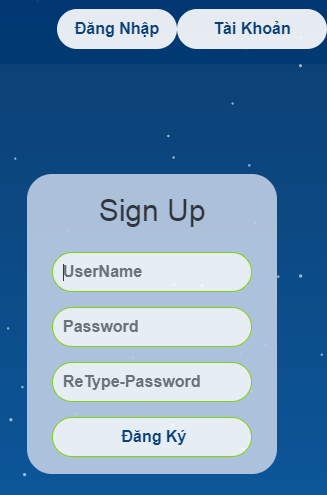 Đăng Nhập Tài Khoản
Sign Up
UserName
Password
ReType-Password
Đăng Ký